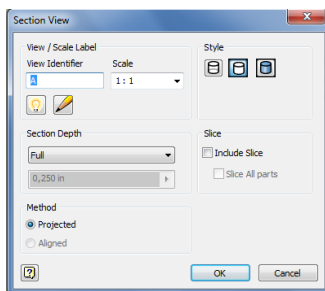 Section View
View / Scale Label
View Identifier
Scale
A
1 : 1
Style
Section Depth
Full
0,250 in
Slice
Include Slice
Slice All parts
Method
Projected
Aligned
OK
Cancel